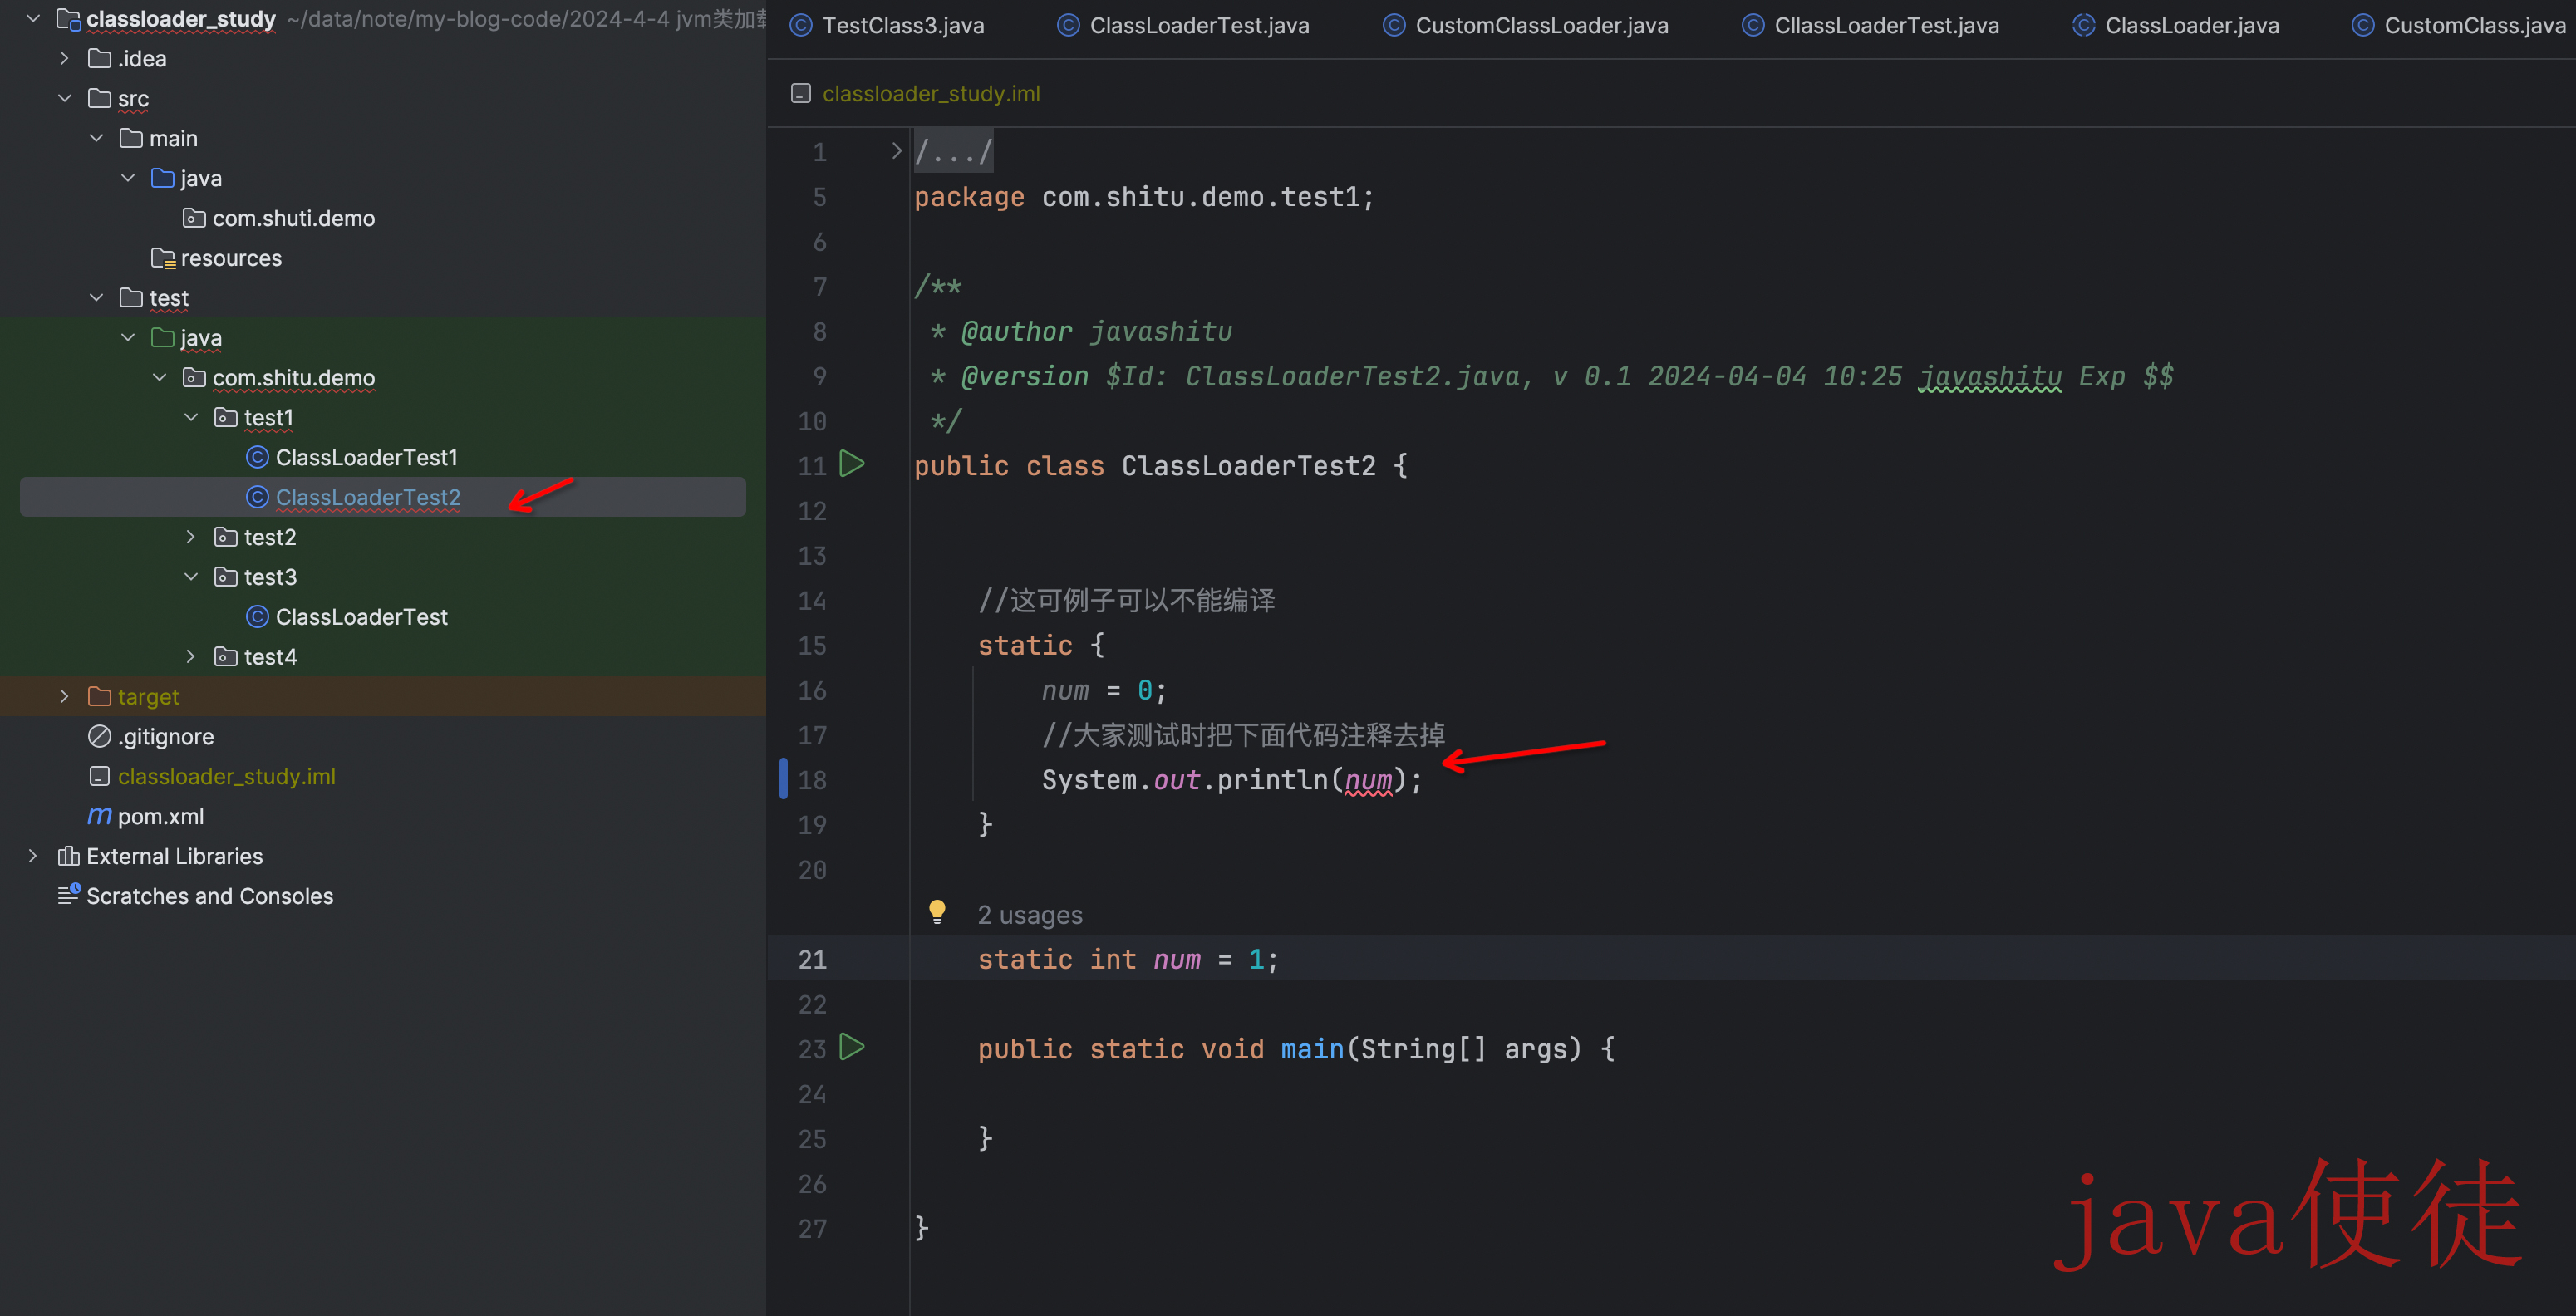 classloader_study ~/data/note/my-blog-code/2024-4-4 jvm类加载
.idea
src
main
java
com.shuti.demo
resources
test
java
com.shitu.demo
test1
ClassLoaderTest1
ClassLoaderTest2
test2
test3
ClassLoaderTest
test4
target
.gitignore
classloader_study.iml
pom.xml
External Libraries
Scratches and Consoles
TestClass3.java ClassLoaderTest.java CustomClassLoader.java CllassLoaderTest.java ClassLoader.java CustomClass.java
classloader_study.iml
1 /.../
5 package com.shitu.demo.test1;
6
7 /**
8 * @author javashitu
9 * @version $Id: ClassLoaderTest2.java, v 0.1 2024-04-04 10:25 javashitu Exp $$
10 */
11 public class ClassLoaderTest2 {
12
13
14 //这可例子可以不能编译
15 static {
16 num = 0;
17 //大家测试时把下面代码注释去掉
18 System.out.println(num);
19 }
20
2 usages
21 static int num = 1;
22
23 public static void main(String[] args) {
24
25 }
26
27 }
java使徒